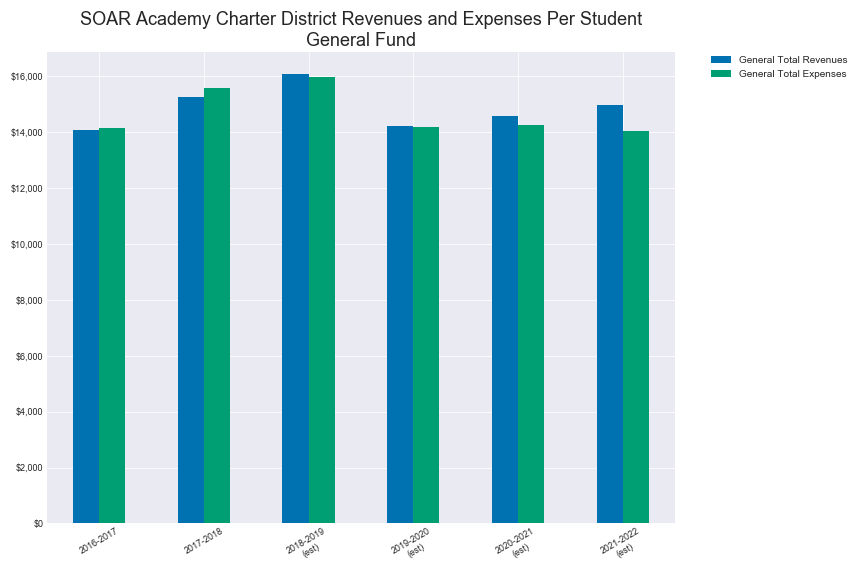 SOAR Academy Charter District Revenues and Expenses Per Student
General Fund
General Total Revenues
General Total Expenses
$16,000
$14,000
$12,000
$10,000
$8,000
$6,000
$4,000
$2,000
$0
2016-2017
2017-2018
2018-2019
(est)
2019-2020
(est)
2020-2021
(est)
2021-2022
(est)